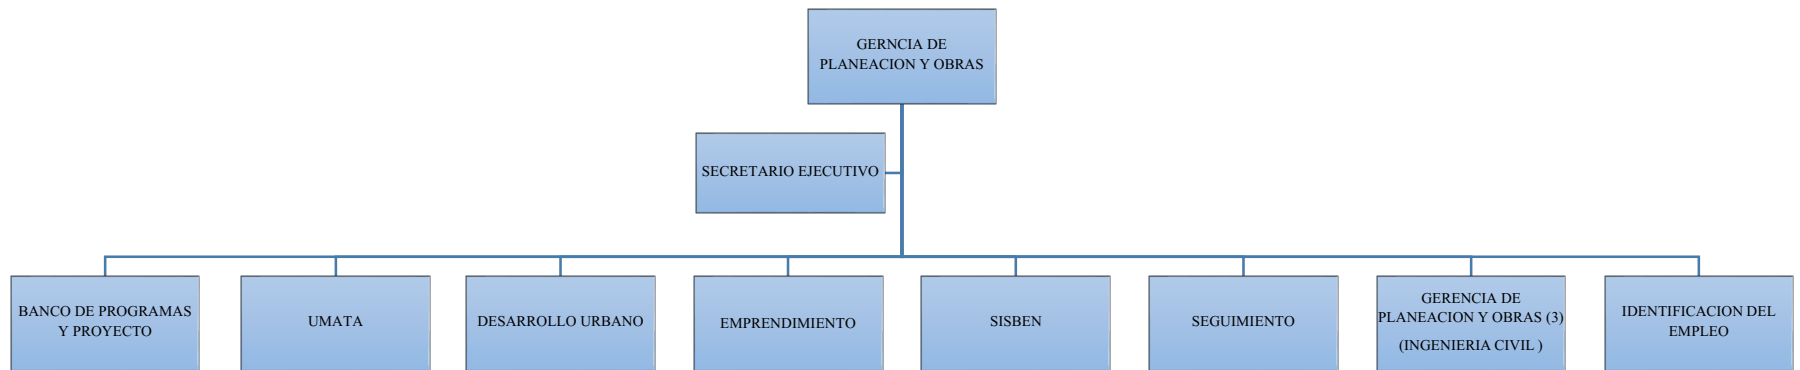 GERNCIA DE
PLANEACION Y OBRAS
SECRETARIO EJECUTIVO
BANCO DE PROGRAMAS
Y PROYECTO
UMATA
DESARROLLO URBANO
EMPRENDIMIENTO
SISBEN
SEGUIMIENTO
GERENCIA DE
PLANEACION Y OBRAS (3)
(INGENIERIA CIVIL )
IDENTIFICACION DEL
EMPLEO